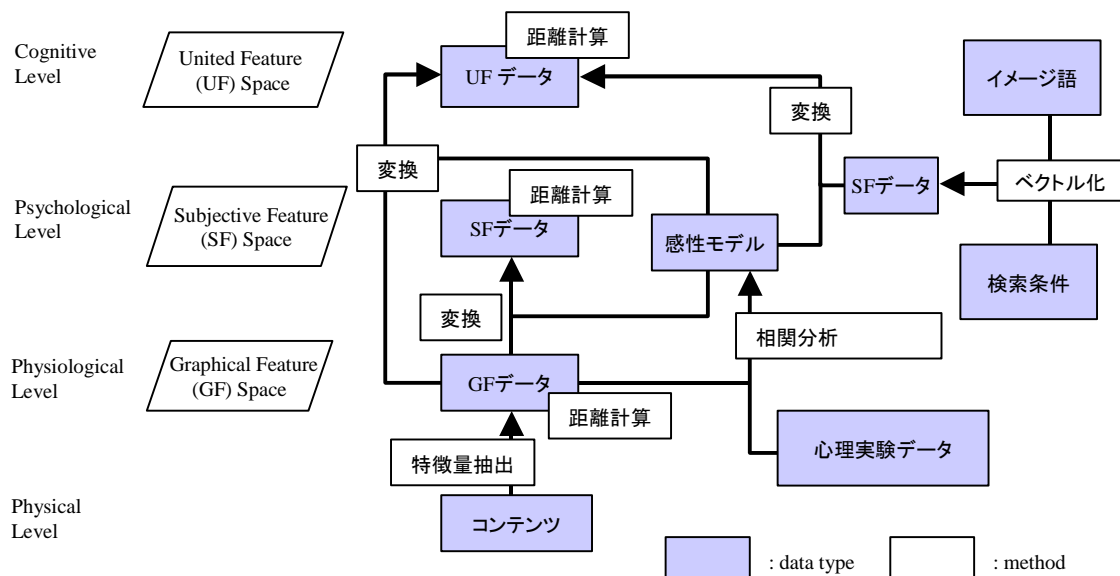 Cognitive
Level
United Feature
(UF) Space
距離計算
UF データ
変換
イメージ語
変換
ベクトル化
SFデータ
Psychological
Level
Subjective Feature
(SF) Space
距離計算
SFデータ
感性モデル
検索条件
変換
相関分析
Physiological
Level
Graphical Feature
(GF) Space
GFデータ
距離計算
特徴量抽出
心理実験データ
Physical
Level
コンテンツ
: data type
: method